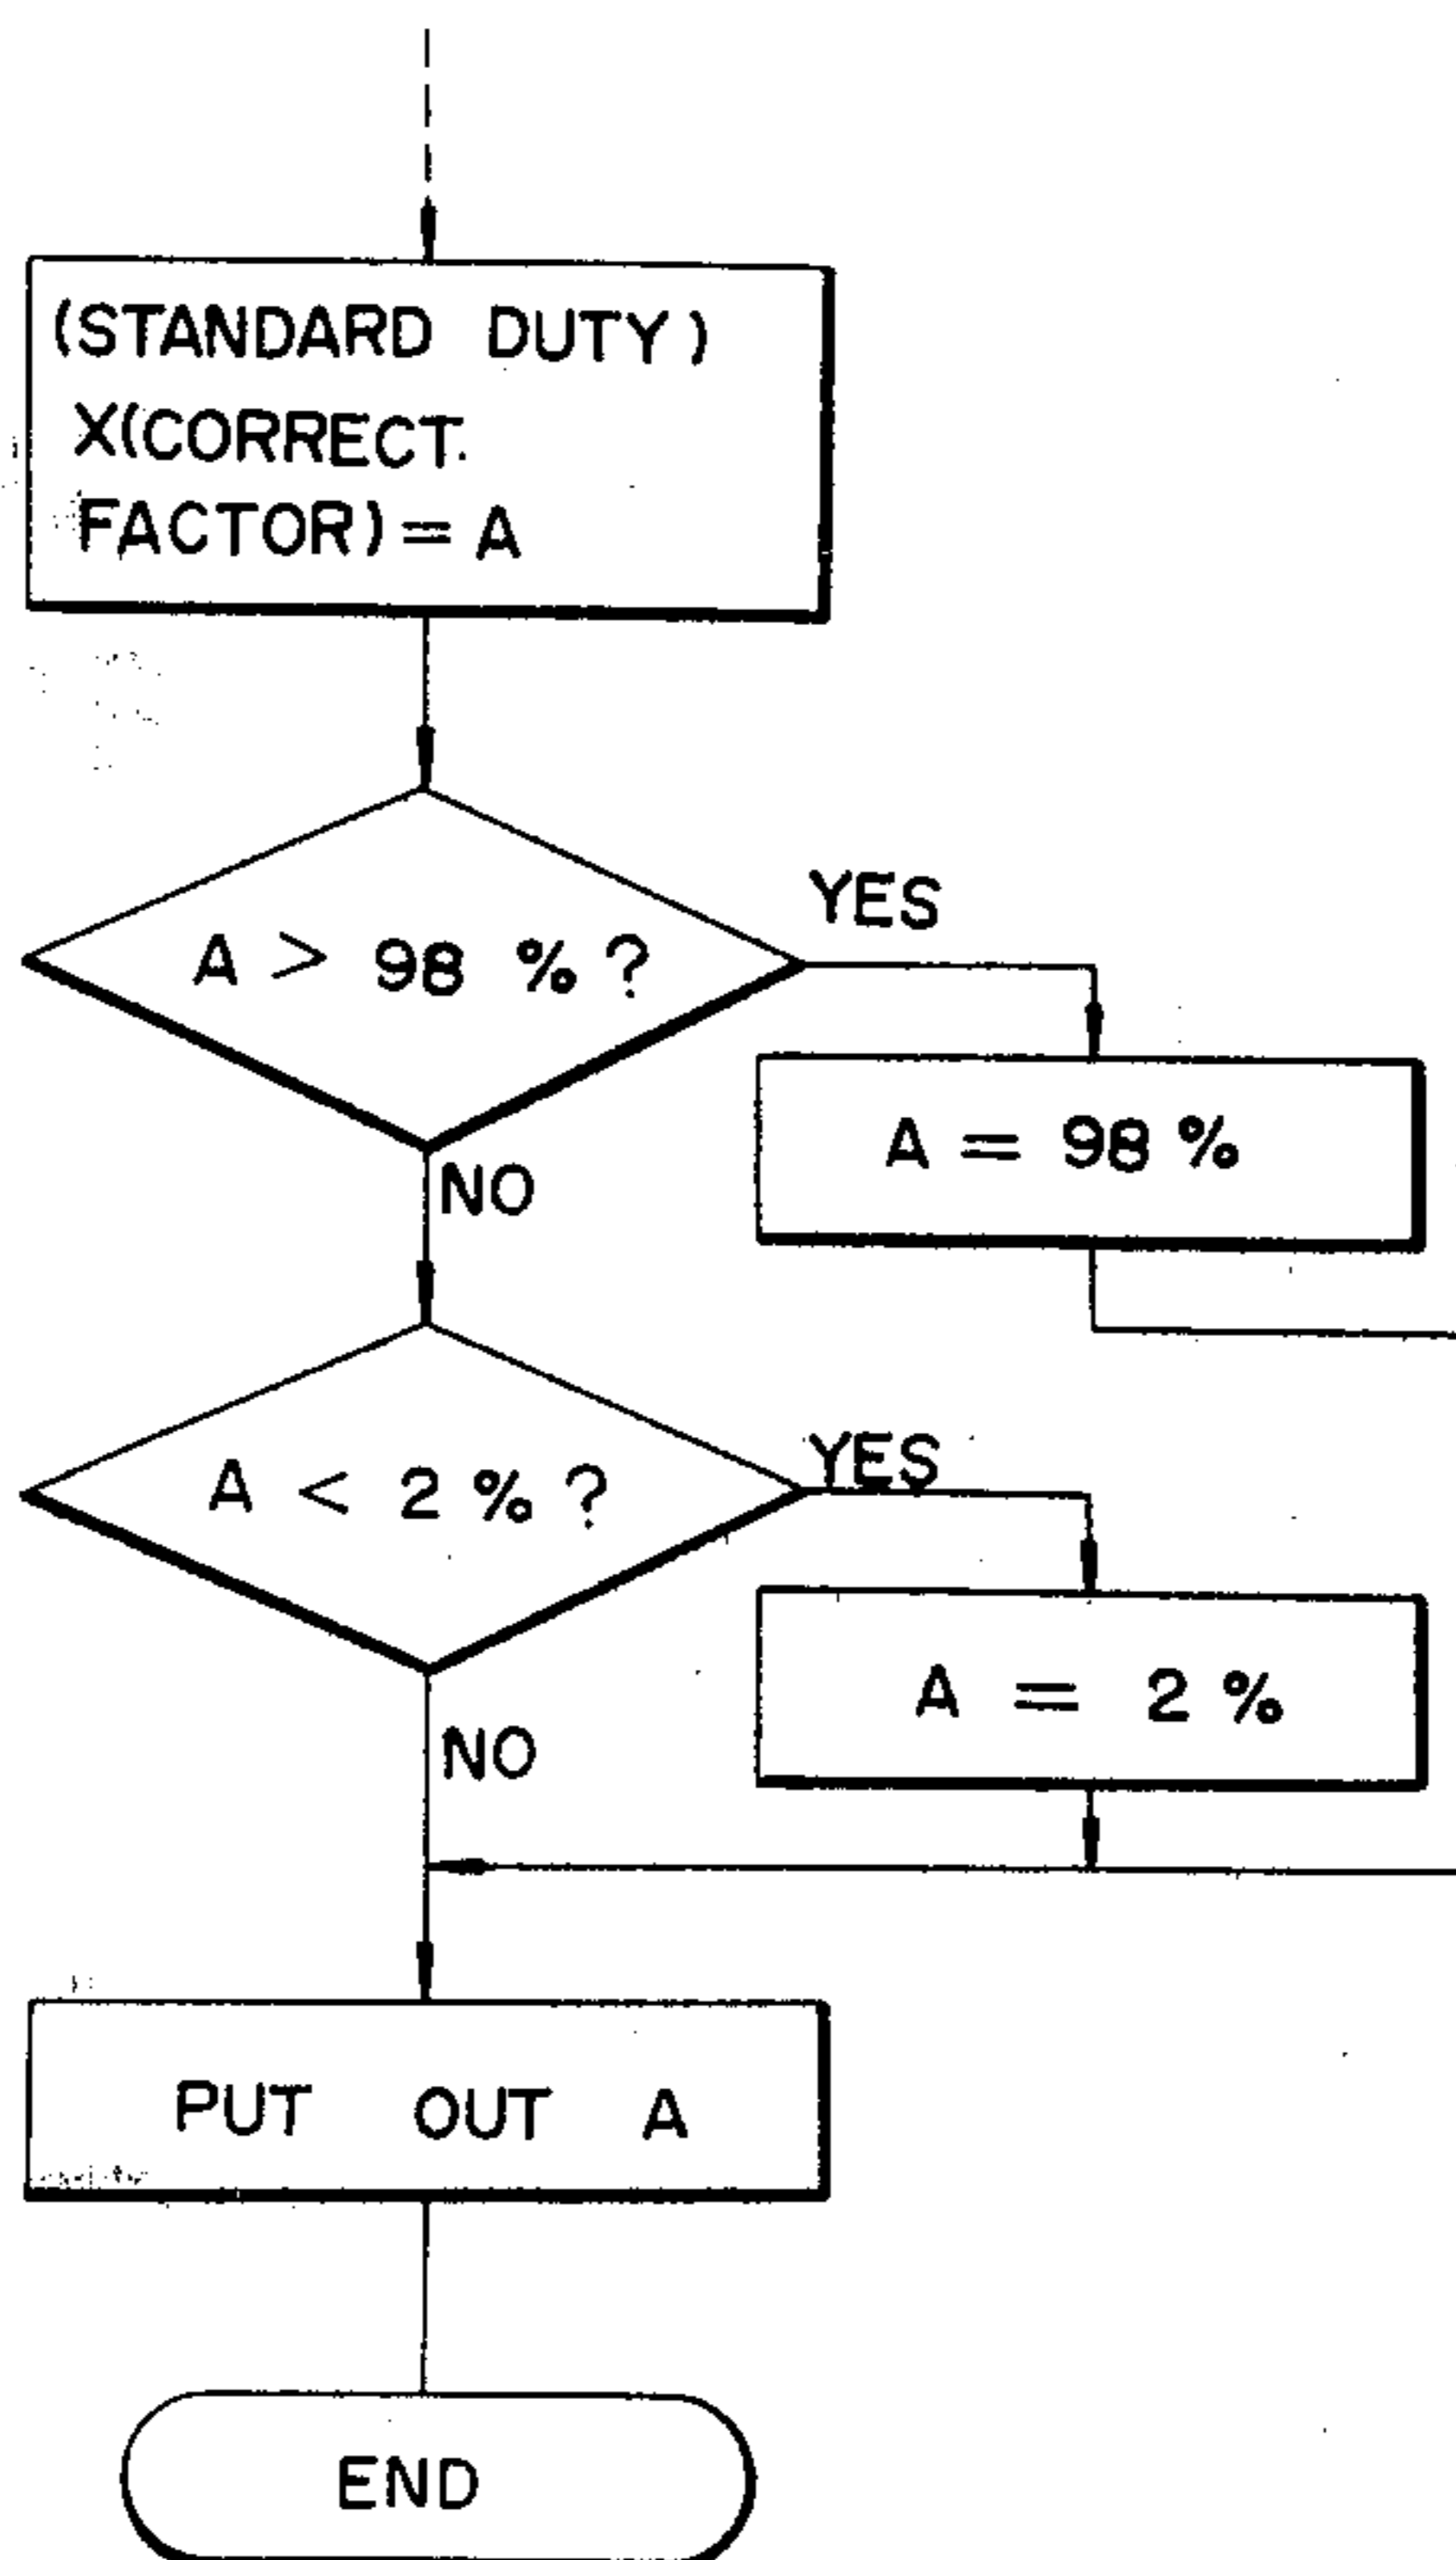 (STANDARD DUTY)
X(CORRECT.
FACTOR) = A
A > 98 % ?
YES
A = 98 %
NO
A < 2 % ?
YES
A = 2 %
NO
PUT OUT A
END